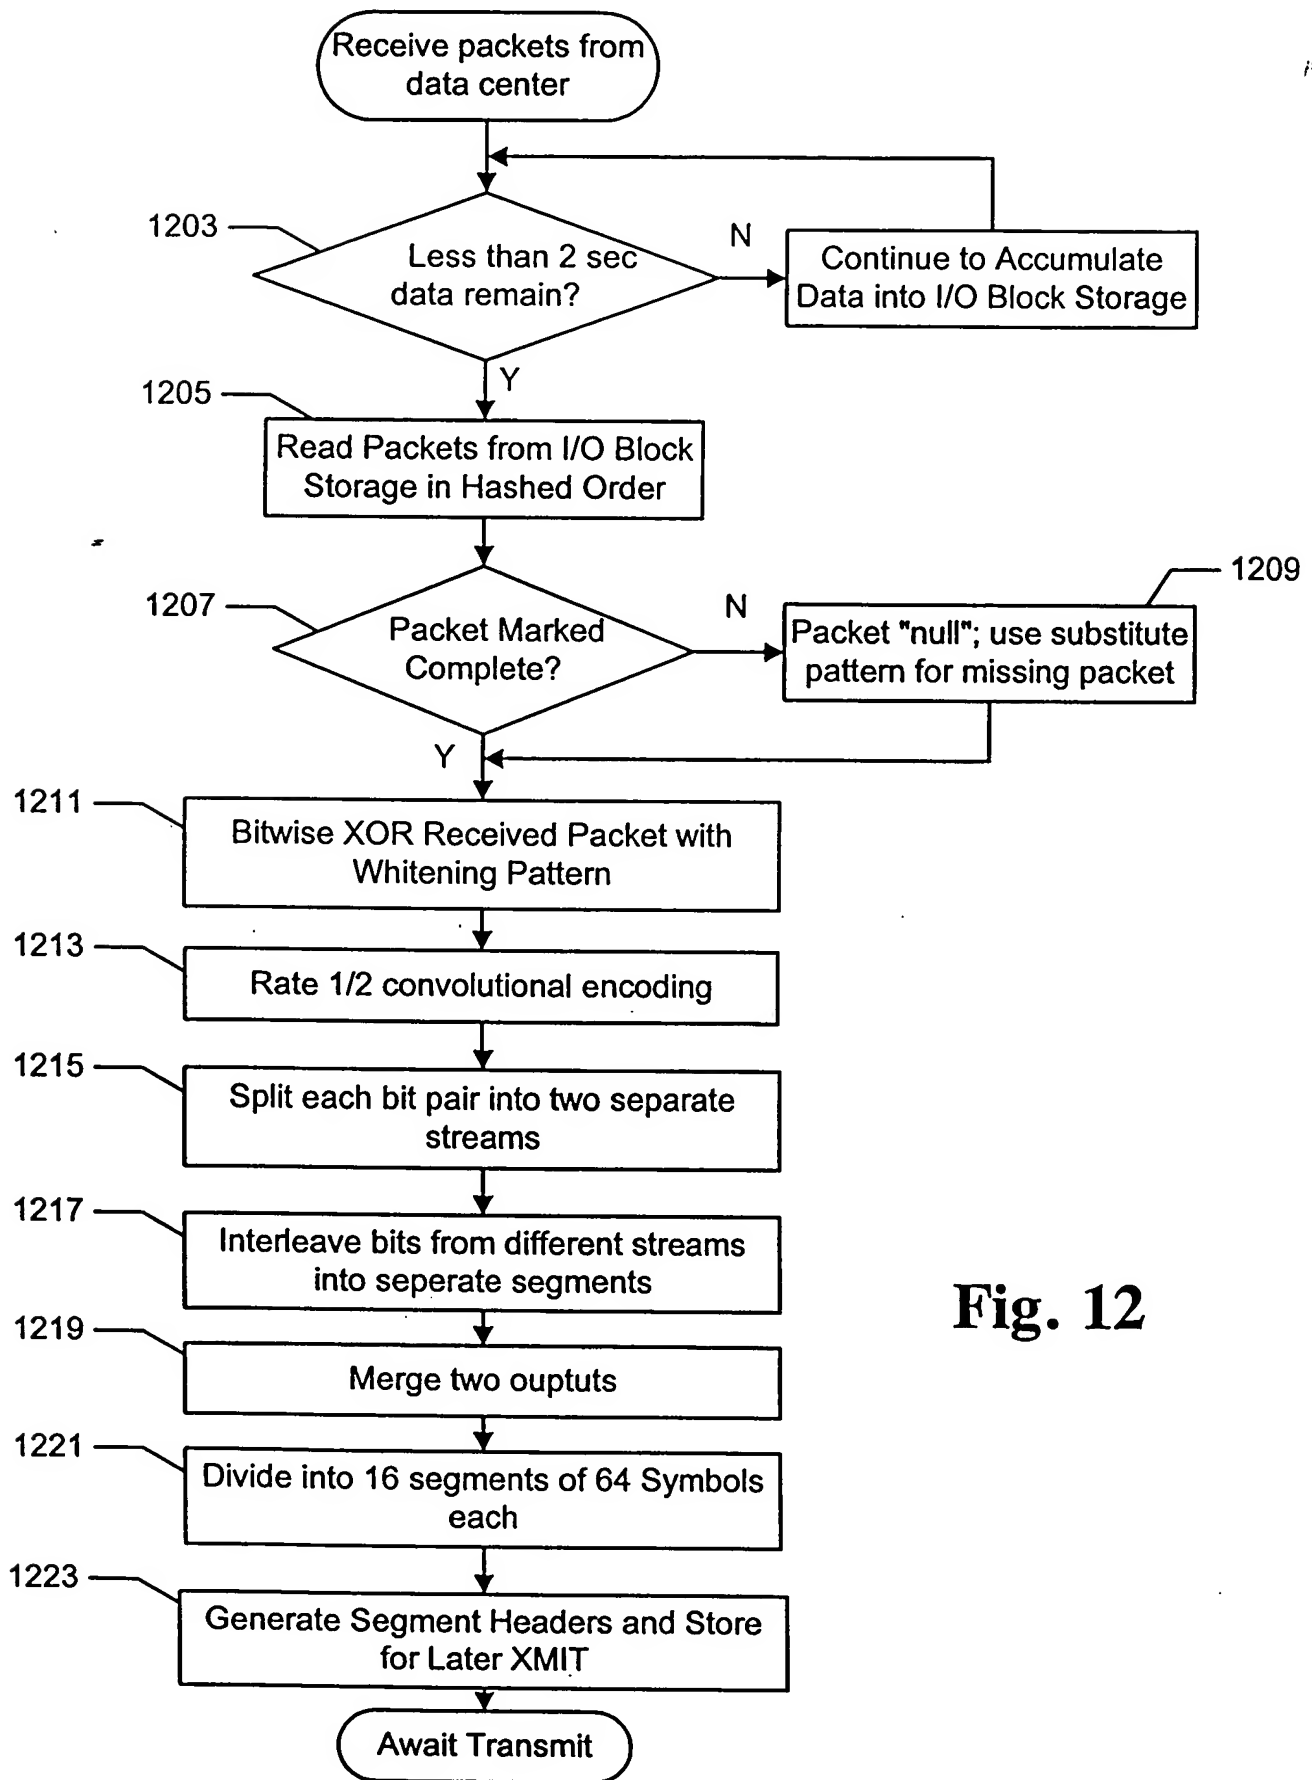 Receive packets from
data center
1203
Less than 2 sec
data remain?
N
Continue to Accumulate
Data into I/O Block Storage
Y
1205
Read Packets from I/O Block
Storage in Hashed Order
1207
Packet Marked
Complete?
N
1209
Packet "null"; use substitute
pattern for missing packet
Y
1211
Bitwise XOR Received Packet with
Whitening Pattern
1213
Rate 1/2 convolutional encoding
1215
Split each bit pair into two separate
streams
1217
Interleave bits from different streams
into seperate segments
Fig. 12
1219
Merge two ouptuts
1221
Divide into 16 segments of 64 Symbols
each
1223
Generate Segment Headers and Store
for Later XMIT
Await Transmit